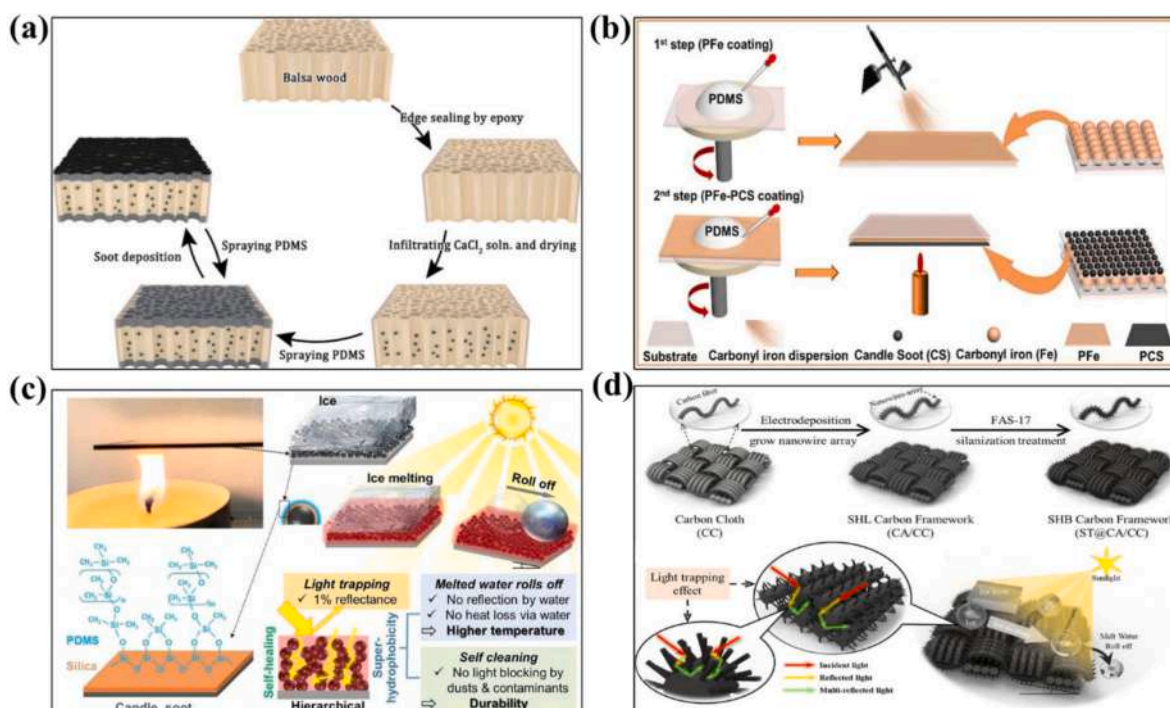 (a)
Balsa wood
Edge sealing by epoxy
Spraying PDMS
Soot deposition
Infiltrating CaCl₂ soln. and drying
Spraying PDMS
(b)
1st step (PFe coating)
PDMS
2nd step (PFe-PCS coating)
PDMS
Substrate
Carbonyl iron dispersion
Candle Soot (CS)
Carbonyl iron (Fe)
PFe
PCS
(c)
Ice
Ice melting
Roll off
PDMS
Silica
Candle soot
Light trapping
✓ 1% reflectance
Self-healing
Hierarchical
Super-
hydrophobicity
Melted water rolls off
✓ No reflection by water
✓ No heat loss via water
⇨ Higher temperature
Self cleaning
✓ No light blocking by
dusts & contaminants
⇨ Durability
(d)
Carbon fiber
Nanowire array
Electrodeposition
grow nanowire array
FAS-17
silanization treatment
Carbon Cloth
(CC)
SHL Carbon Framework
(CA/CC)
SHB Carbon Framework
(ST@CA/CC)
Light trapping
effect
Incident light
Reflected light
Multi-reflected light
Sunlight
Melt Water
Roll off